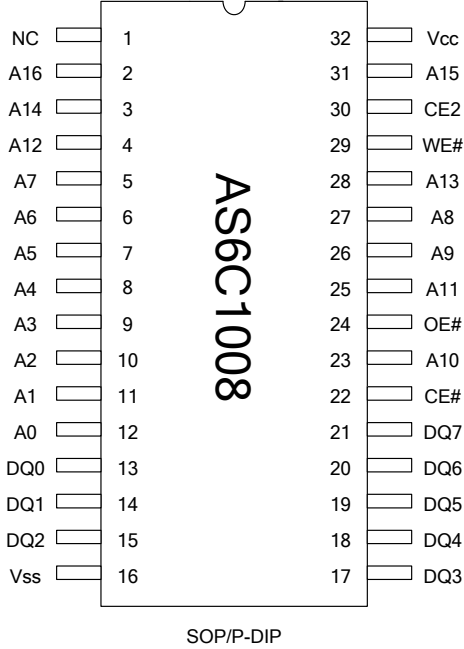 NC 1 32 Vcc
A16 2 31 A15
A14 3 30 CE2
A12 4 29 WE#
A7 5 28 A13
A6 6 27 A8
A5 7 26 A9
A4 8 25 A11
A3 9 24 OE#
A2 10 23 A10
A1 11 22 CE#
A0 12 21 DQ7
DQ0 13 20 DQ6
DQ1 14 19 DQ5
DQ2 15 18 DQ4
Vss 16 17 DQ3
AS6C1008
SOP/P-DIP